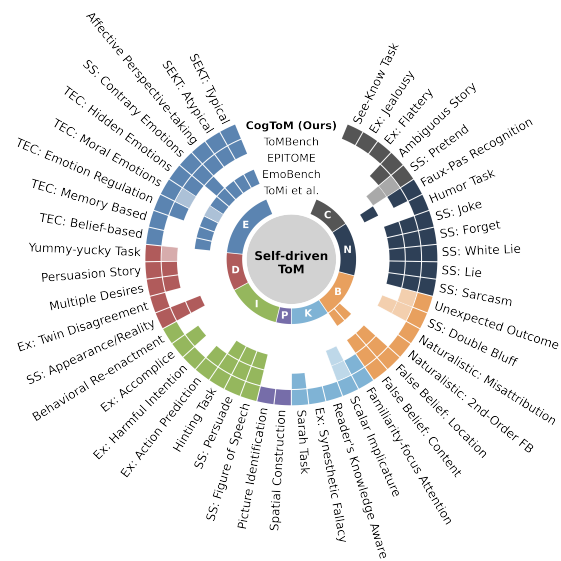 CogToM (Ours)
ToMBench
EPITOME
EmoBench
ToMi et al.
Self-driven
ToM
C
N
B
K
P
I
D
E
See-Know Task
Ex: Jealousy
Ex: Flattery
Ambiguous Story
SS: Pretend
Faux-Pas Recognition
Humor Task
SS: Joke
SS: Forget
SS: White Lie
SS: Lie
SS: Sarcasm
Unexpected Outcome
SS: Double Bluff
Naturalistic: Misattribution
Naturalistic: 2nd-Order FB
False Belief: Location
False Belief: Content
Familiarity-focus Attention
Scalar Implicature
Reader's Knowledge Aware
Ex: Synesthetic Fallacy
Sarah Task
Spatial Construction
Picture Identification
SS: Figure of Speech
SS: Persuade
Hinting Task
Ex: Action Prediction
Ex: Harmful Intention
Ex: Accomplice
Behavioral Re-enactment
SS: Appearance/Reality
Ex: Twin Disagreement
Multiple Desires
Persuasion Story
Yummy-yucky Task
TEC: Belief-based
TEC: Memory Based
TEC: Emotion Regulation
TEC: Moral Emotions
TEC: Hidden Emotions
SS: Contrary Emotions
Affective Perspective-taking
SEKT: Atypical
SEKT: Typical